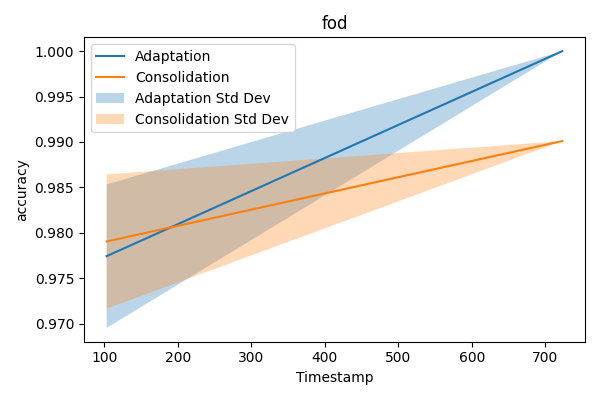 fod
1.000
0.995
0.990
0.985
0.980
0.975
0.970
accuracy
Adaptation
Consolidation
Adaptation Std Dev
Consolidation Std Dev
100 200 300 400 500 600 700
Timestamp